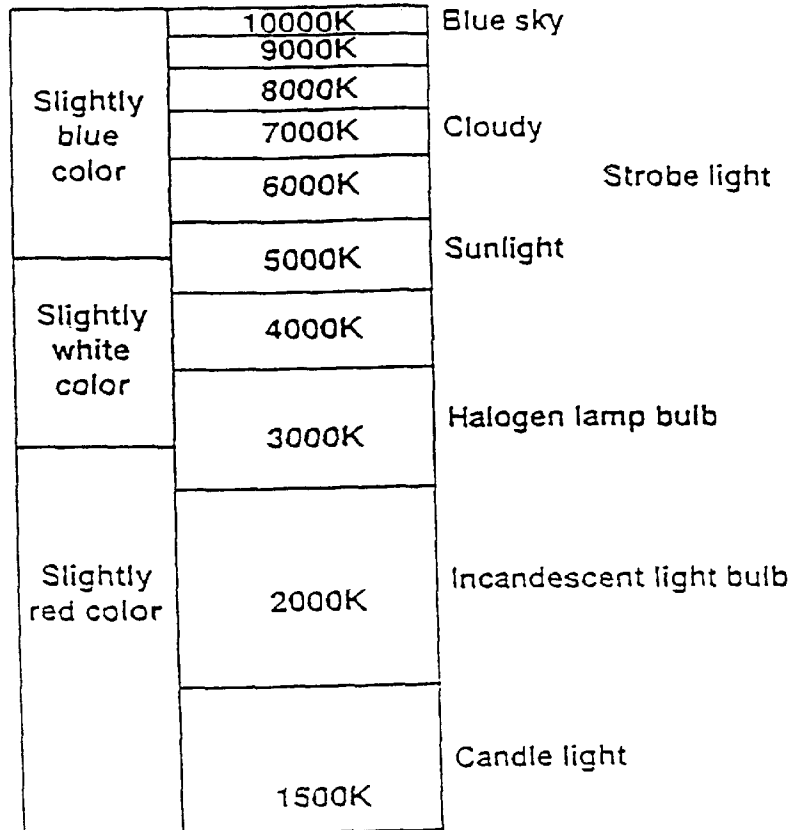 10000K Blue sky
9000K
8000K
Slightly
blue
color
7000K Cloudy
6000K Strobe light
5000K Sunlight
Slightly
white
color
4000K
3000K Halogen lamp bulb
Slightly
red color
2000K Incandescent light bulb
1500K Candle light